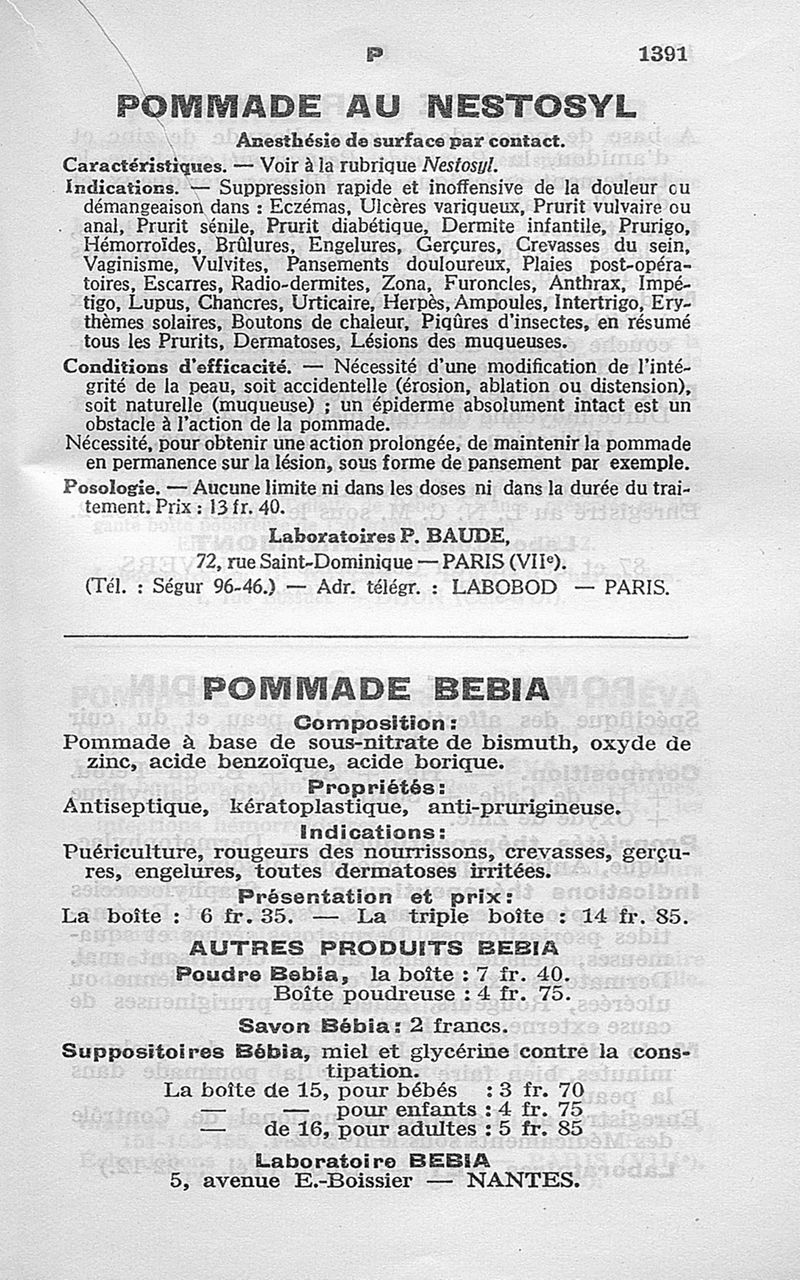 P 1391
POMMADE AU NESTOSYL
Anesthésie de surface par contact.
Caractéristiques. — Voir à la rubrique Nestosyl.
Indications. — Suppression rapide et inoffensive de la douleur ou
démangeaison dans : Eczémas, Ulcères variqueux, Prurit vulvaire ou
anal, Prurit sénile, Prurit diabétique, Dermite infantile, Prurigo,
Hémorroïdes, Brûlures, Engelures, Gerçures, Crevasses du sein,
Vaginisme, Vulvites, Pansements douloureux, Plaies post-opéra-
toires, Escarres, Radio-dermites, Zona, Furoncles, Anthrax, Impé-
tigo, Lupus, Chancres, Urticaire, Herpès, Ampoules, Intertrigo, Ery-
thèmes solaires, Boutons de chaleur, Piqûres d'insectes, en résumé
tous les Prurits, Dermatoses, Lésions des muqueuses.
Conditions d'efficacité. — Nécessité d'une modification de l'inté-
grité de la peau, soit accidentelle (érosion, ablation ou distension),
soit naturelle (muqueuse) ; un épiderme absolument intact est un
obstacle à l'action de la pommade.
Nécessité, pour obtenir une action prolongée, de maintenir la pommade
en permanence sur la lésion, sous forme de pansement par exemple.
Posologie. — Aucune limite ni dans les doses ni dans la durée du trai-
tement. Prix : 13 fr. 40.
Laboratoires P. BAUDE,
72, rue Saint-Dominique — PARIS (VIIe).
(Tél. : Ségur 96-46.) — Adr. télégr. : LABOBOD — PARIS.
POMMADE BEBIA
Composition :
Pommade à base de sous-nitrate de bismuth, oxyde de
zinc, acide benzoïque, acide borique.
Propriétés :
Antiseptique, kératoplastique, anti-prurigineuse.
Indications :
Puériculture, rougeurs des nourrissons, crevasses, gerçu-
res, engelures, toutes dermatoses irritées.
Présentation et prix :
La boîte : 6 fr. 35. — La triple boîte : 14 fr. 85.
AUTRES PRODUITS BEBIA
Poudre Bebia, la boîte : 7 fr. 40.
Boîte poudreuse : 4 fr. 75.
Savon Bébia : 2 francs.
Suppositoires Bébia, miel et glycérine contre la cons-
tipation.
La boîte de 15, pour bébés : 3 fr. 70
— — pour enfants : 4 fr. 75
— de 16, pour adultes : 5 fr. 85
Laboratoire BEBIA
5, avenue E.-Boissier — NANTES.